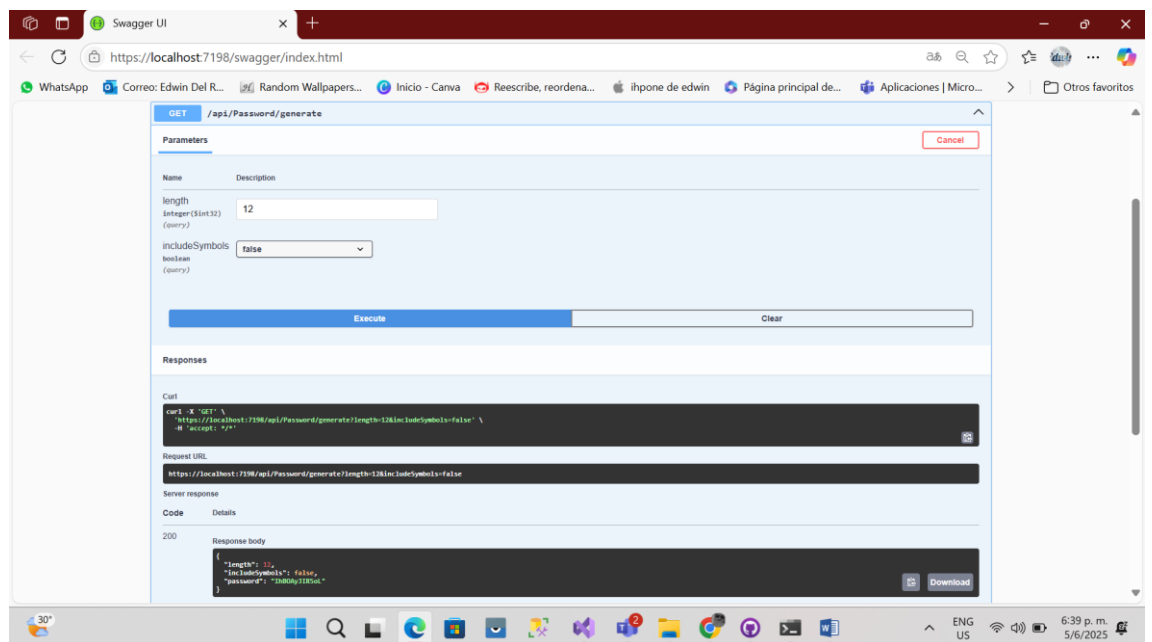 Swagger UI
https://localhost:7198/swagger/index.html
WhatsApp Correo: Edwin Del R... Random Wallpapers... Inicio - Canva Reescribe, reordena... ihpone de edwin Página principal de... Aplicaciones | Micro... Otros favoritos
GET /api/Password/generate
Parameters Cancel
Name Description
length 12
integer($int32)
(query)
includeSymbols false
boolean
(query)
Execute Clear
Responses
Curl
curl -X 'GET' \
'https://localhost:7198/api/Password/generate?length=12&includeSymbols=false' \
-H 'accept: */*'
Request URL
https://localhost:7198/api/Password/generate?length=12&includeSymbols=false
Server response
Code Details
200
Response body
{
"length": 12,
"includeSymbols": false,
"password":
}
Download
30°
2
ENG
US
6:39 p. m.
5/6/2025